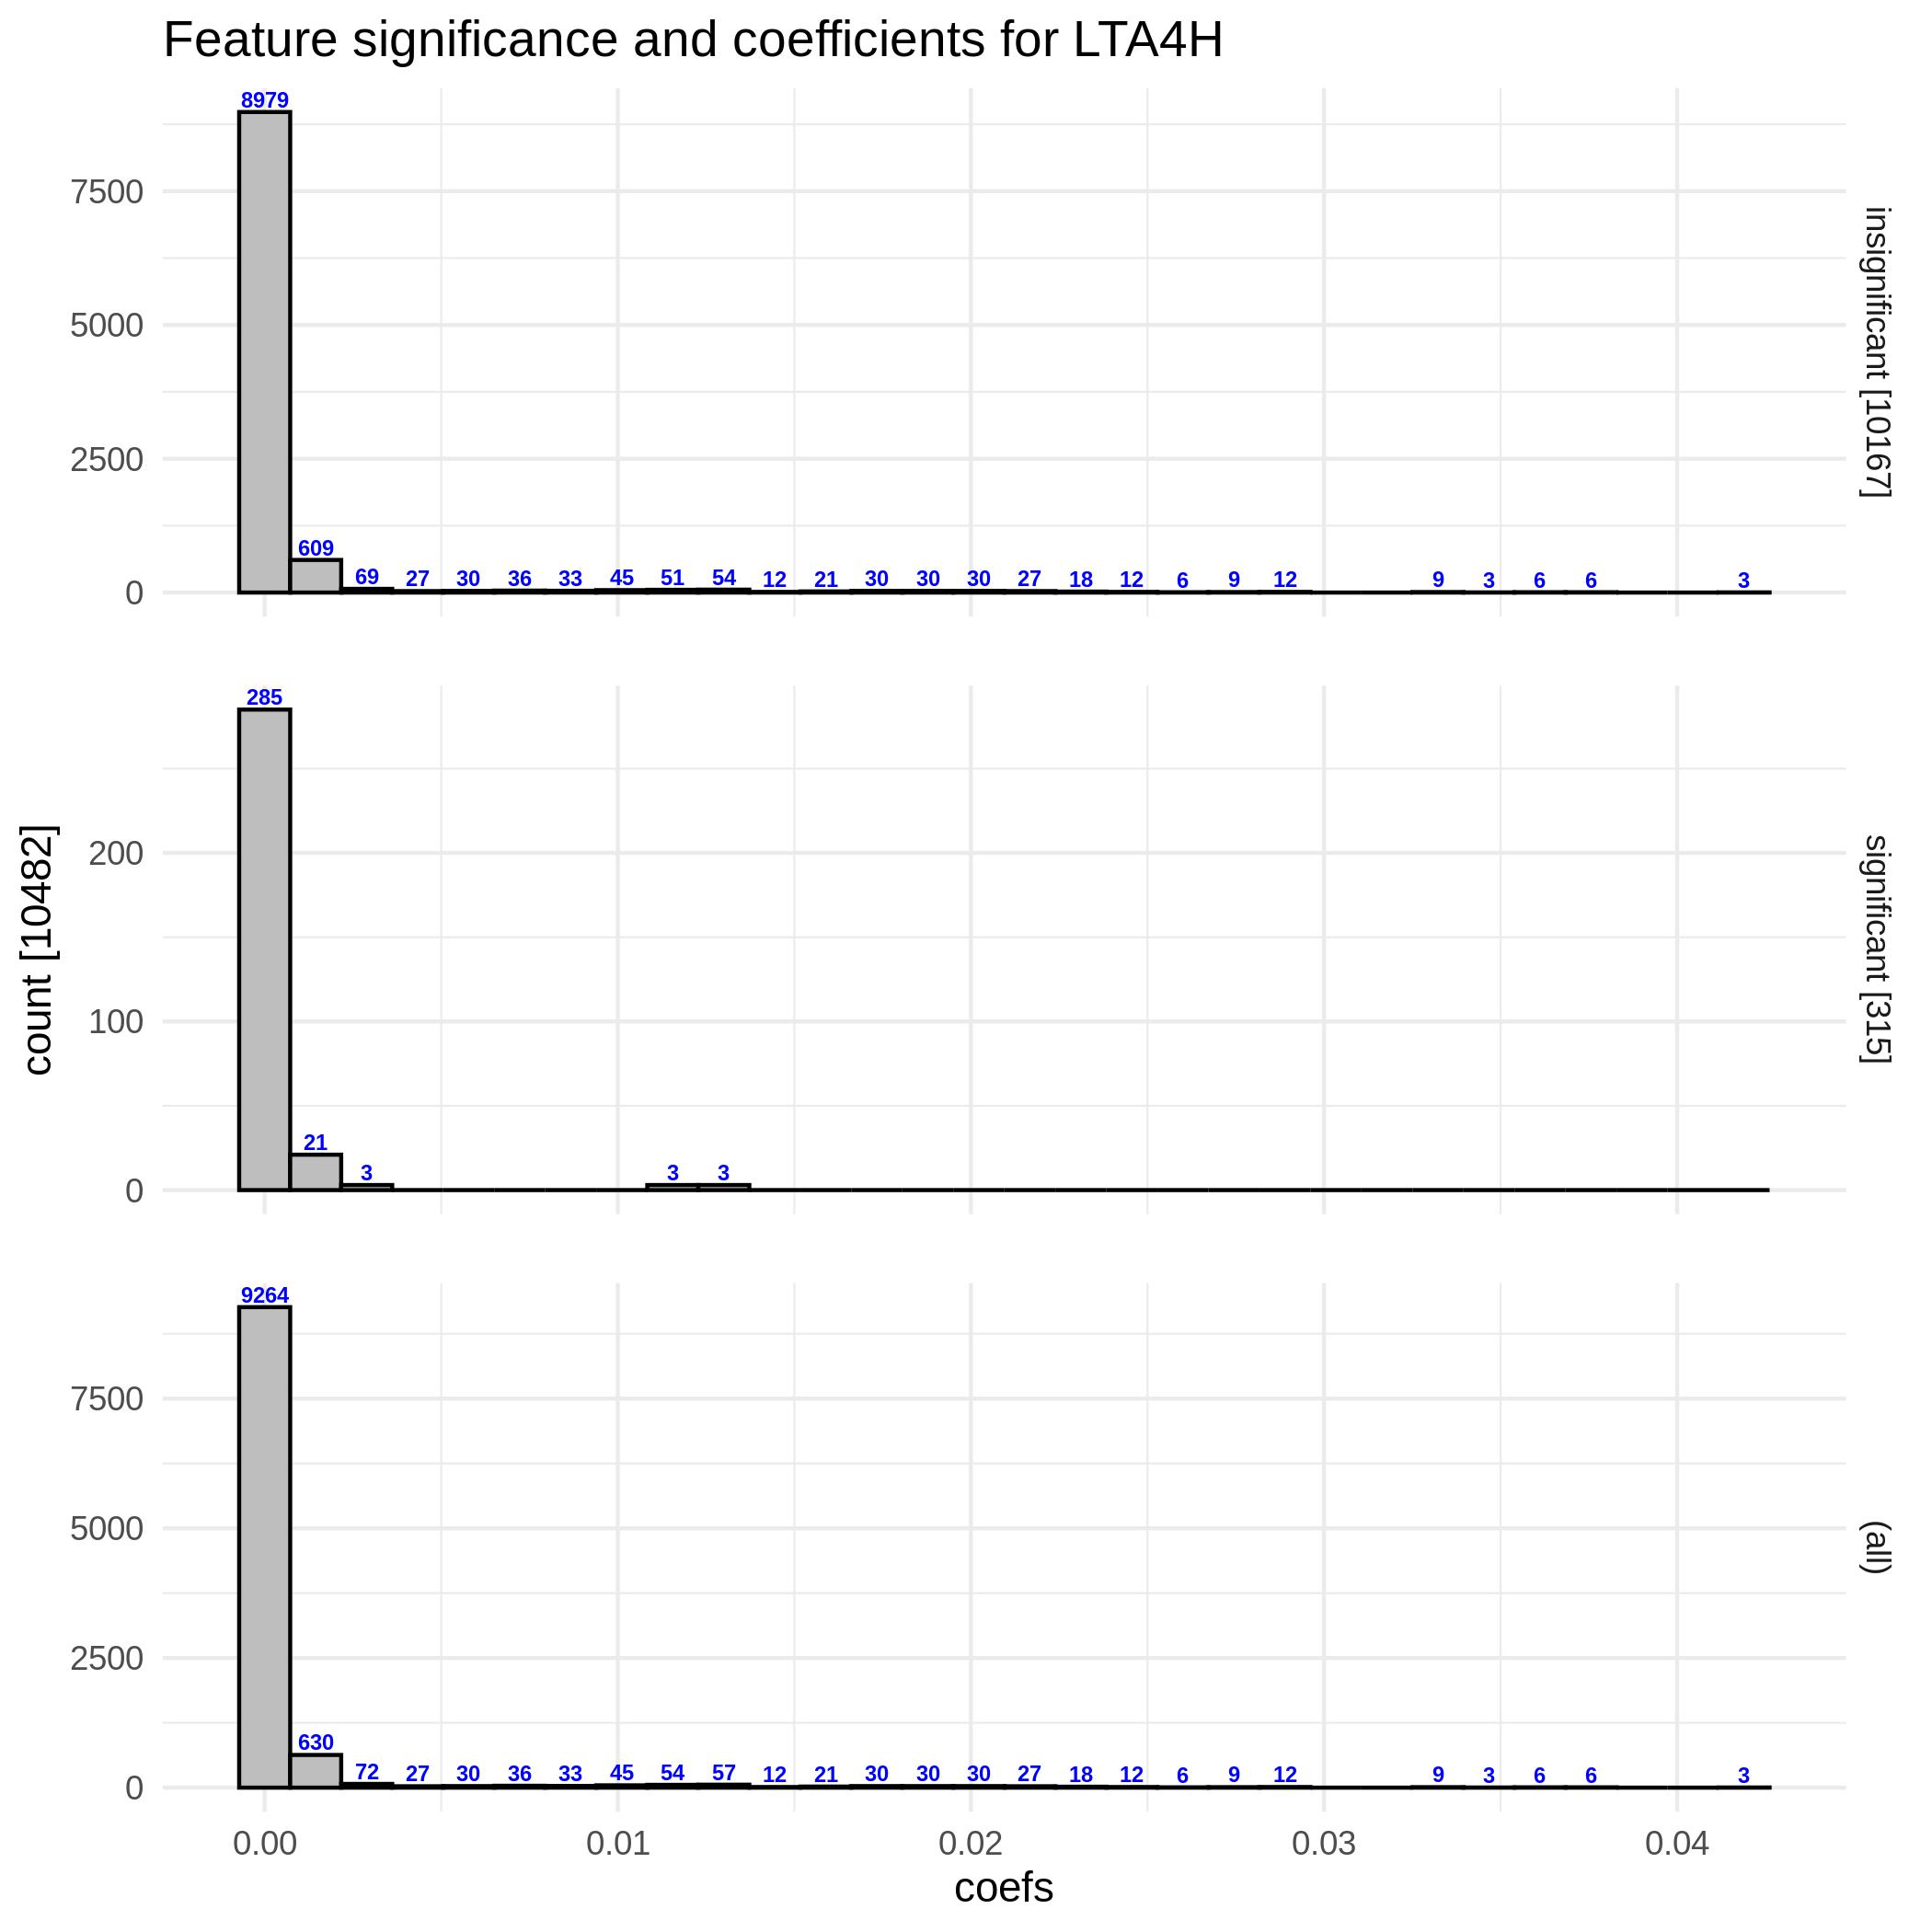 Feature significance and coefficients for LTA4H
8979
7500
5000
2500
609
69 27 30 36 33 45 51 54 12 21 30 30 30 27 18 12 6 9 12 9 3 6 6 3
0
insignificant [10167]
285
200
100
21
3 3 3
0
significant [315]
count [10482]
9264
7500
5000
2500
630
72 27 30 36 33 45 54 57 12 21 30 30 30 27 18 12 6 9 12 9 3 6 6 3
0
(all)
0.00 0.01 0.02 0.03 0.04
coefs